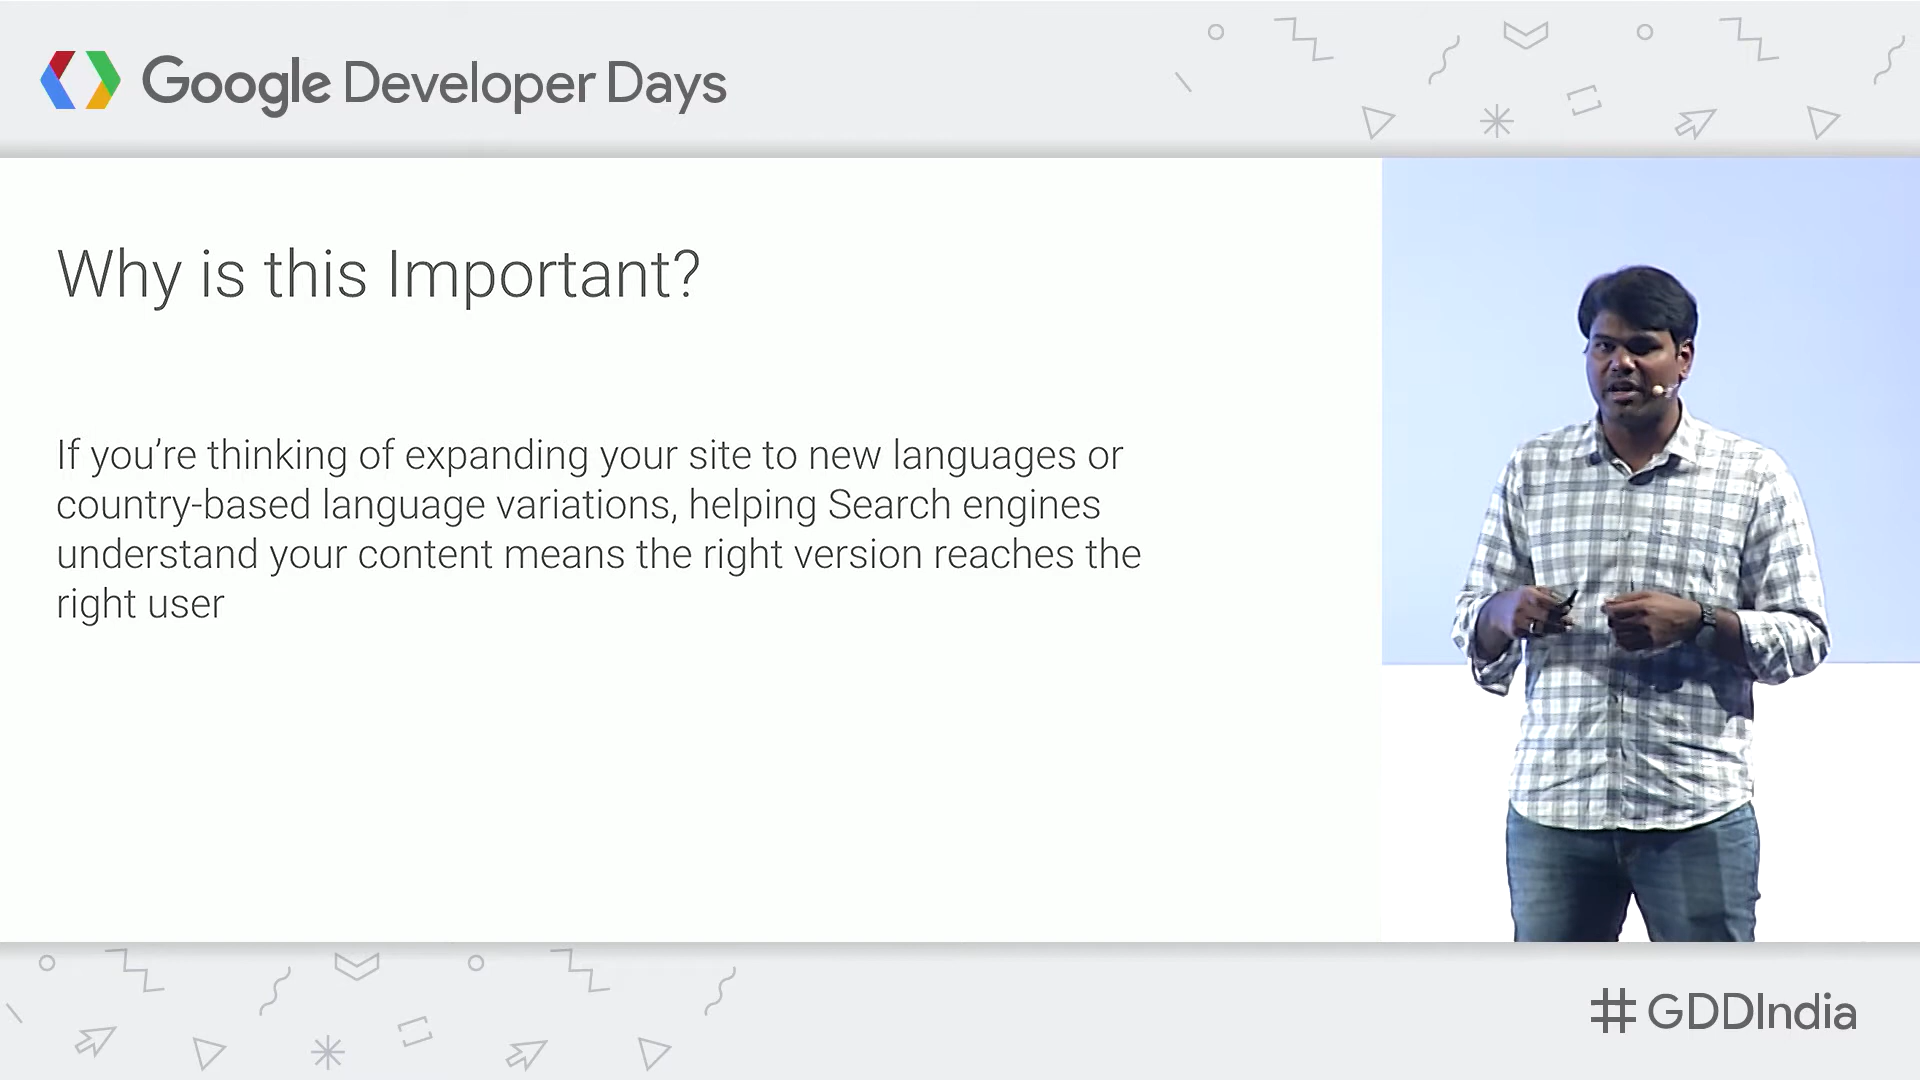 Google Developer Days
Why is this Important?
If you’re thinking of expanding your site to new languages or
country-based language variations, helping Search engines
understand your content means the right version reaches the
right user
#GDDIndia